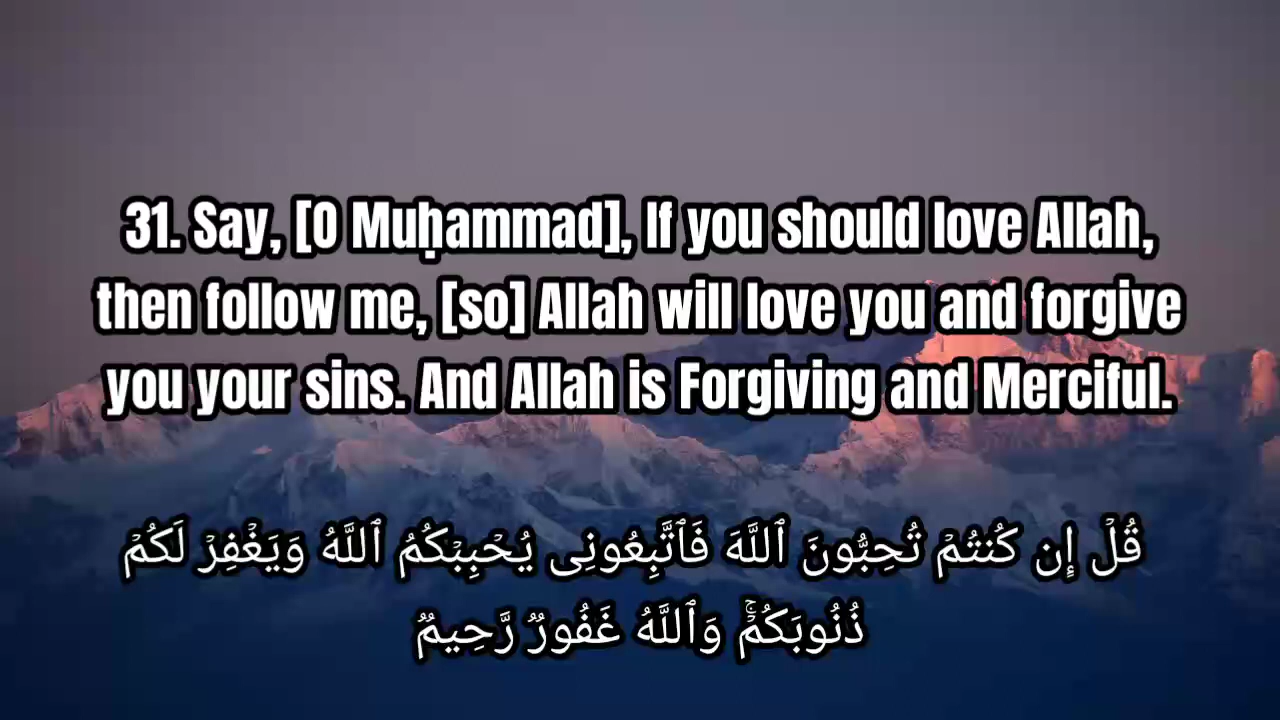 31. Say, [O Muḥammad], If you should love Allah,
then follow me, [so] Allah will love you and forgive
you your sins. And Allah is Forgiving and Merciful.
قُلْ إِن كُنتُمْ تُحِبُّونَ ٱللَّهَ فَٱتَّبِعُونِى يُحْبِبْكُمُ ٱللَّهُ وَيَغْفِرْ لَكُمْ
ذُنُوبَكُمْ ۗ وَٱللَّهُ غَفُورٌ رَّحِيمٌ